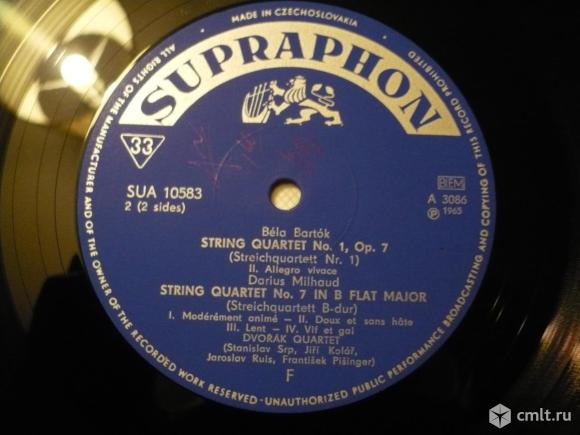 MADE IN CZECHOSLOVAKIA
SUPRAPHON
ALL RIGHTS OF THE MANUFACTURER AND OF THE OWNER OF THE RECORDED WORK RESERVED - UNAUTHORIZED PUBLIC PERFORMANCE BROADCASTING AND COPYING OF THIS RECORD PROHIBITED
33
SUA 10583
2 (2 sides)
BIEM
A 3086
Ⓟ 1965
Béla Bartók
STRING QUARTET No. 1, Op. 7
(Streichquartett Nr. 1)
II. Allegro vivace
Darius Milhaud
STRING QUARTET No. 7 IN B FLAT MAJOR
(Streichquartett B-dur)
I. Modérément animé – II. Doux et sans hâte
III. Lent – IV. Vif et gai
DVOŘÁK QUARTET
(Stanislav Srp, Jiří Kolář,
Jaroslav Ruis, František Pišinger)
F
cmlt.ru